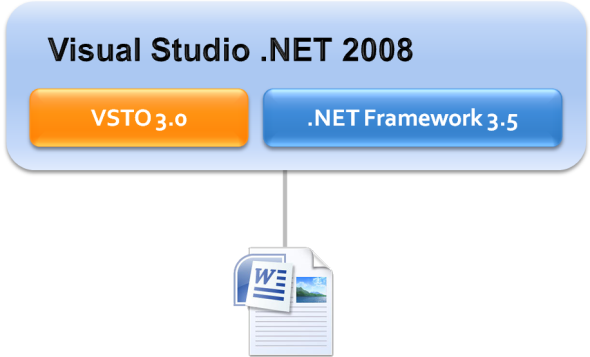 Visual Studio .NET 2008
VSTO 3.0
.NET Framework 3.5
W